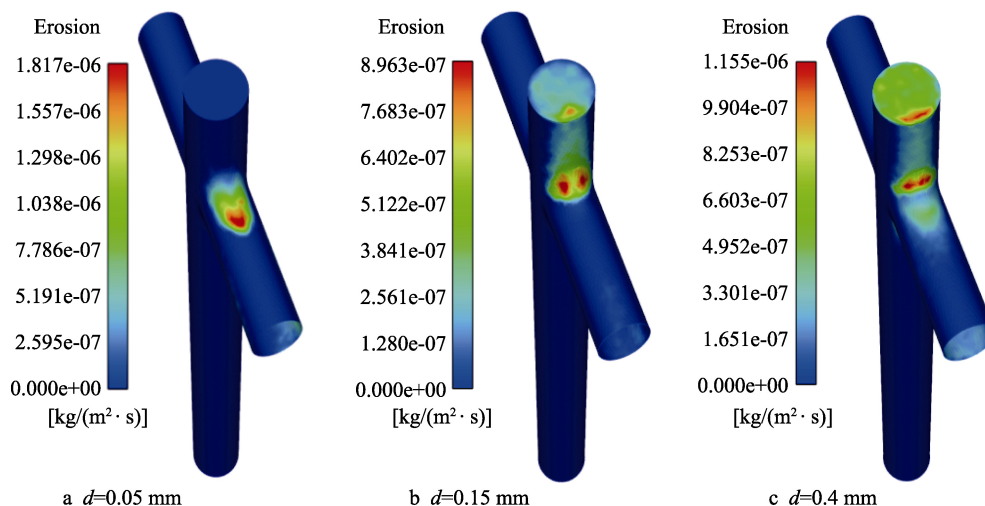 Erosion
1.817e-06
1.557e-06
1.298e-06
1.038e-06
7.786e-07
5.191e-07
2.595e-07
0.000e+00
[kg/(m²· s)]
a d=0.05 mm
Erosion
8.963e-07
7.683e-07
6.402e-07
5.122e-07
3.841e-07
2.561e-07
1.280e-07
0.000e+00
[kg/(m²· s)]
b d=0.15 mm
Erosion
1.155e-06
9.904e-07
8.253e-07
6.603e-07
4.952e-07
3.301e-07
1.651e-07
0.000e+00
[kg/(m²· s)]
c d=0.4 mm